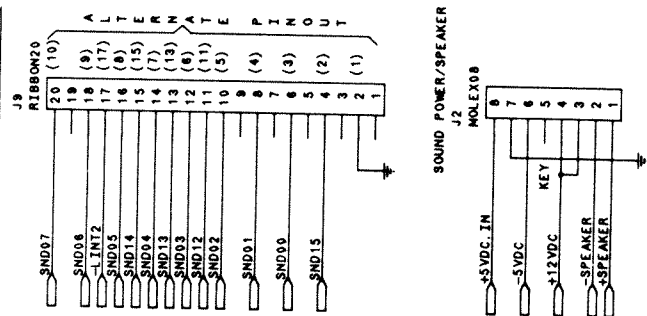 ALTERNATE PINOUT
(10) (9) (17) (8) (15) (7) (13) (6) (11) (5) (4) (3) (2) (1)
J9
RIBBON20
20 19 18 17 16 15 14 13 12 11 10 9 8 7 6 5 4 3 2 1
SND07
SND06
-LINT2
SND05
SND14
SND04
SND13
SND03
SND12
SND02
SND01
SND00
SND15
SOUND POWER/SPEAKER
J2
MOLEX08
8 7 6 5 4 3 2 1
KEY
+5VDC.IN
-5VDC
+12VDC
-SPEAKER
+SPEAKER